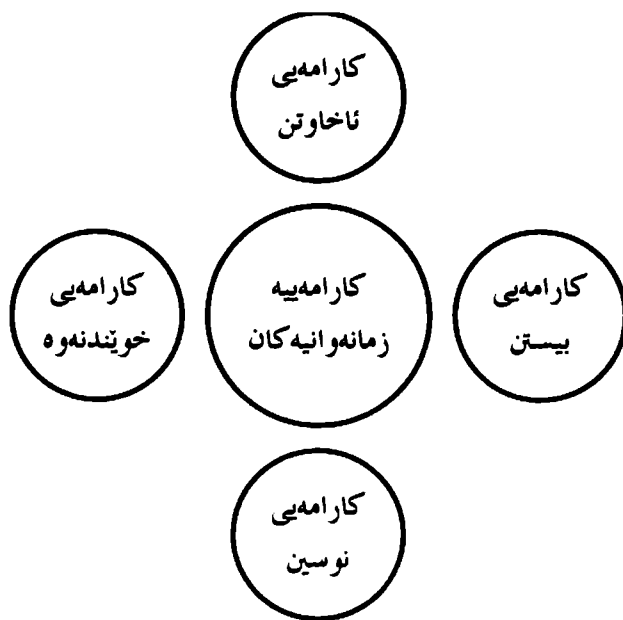 کارامەیی
ئاخاوتن
کارامەیی
بیستن
کارامەییە
زمانەوانیەکان
کارامەیی
خوێندنەوە
کارامەیی
نوسین